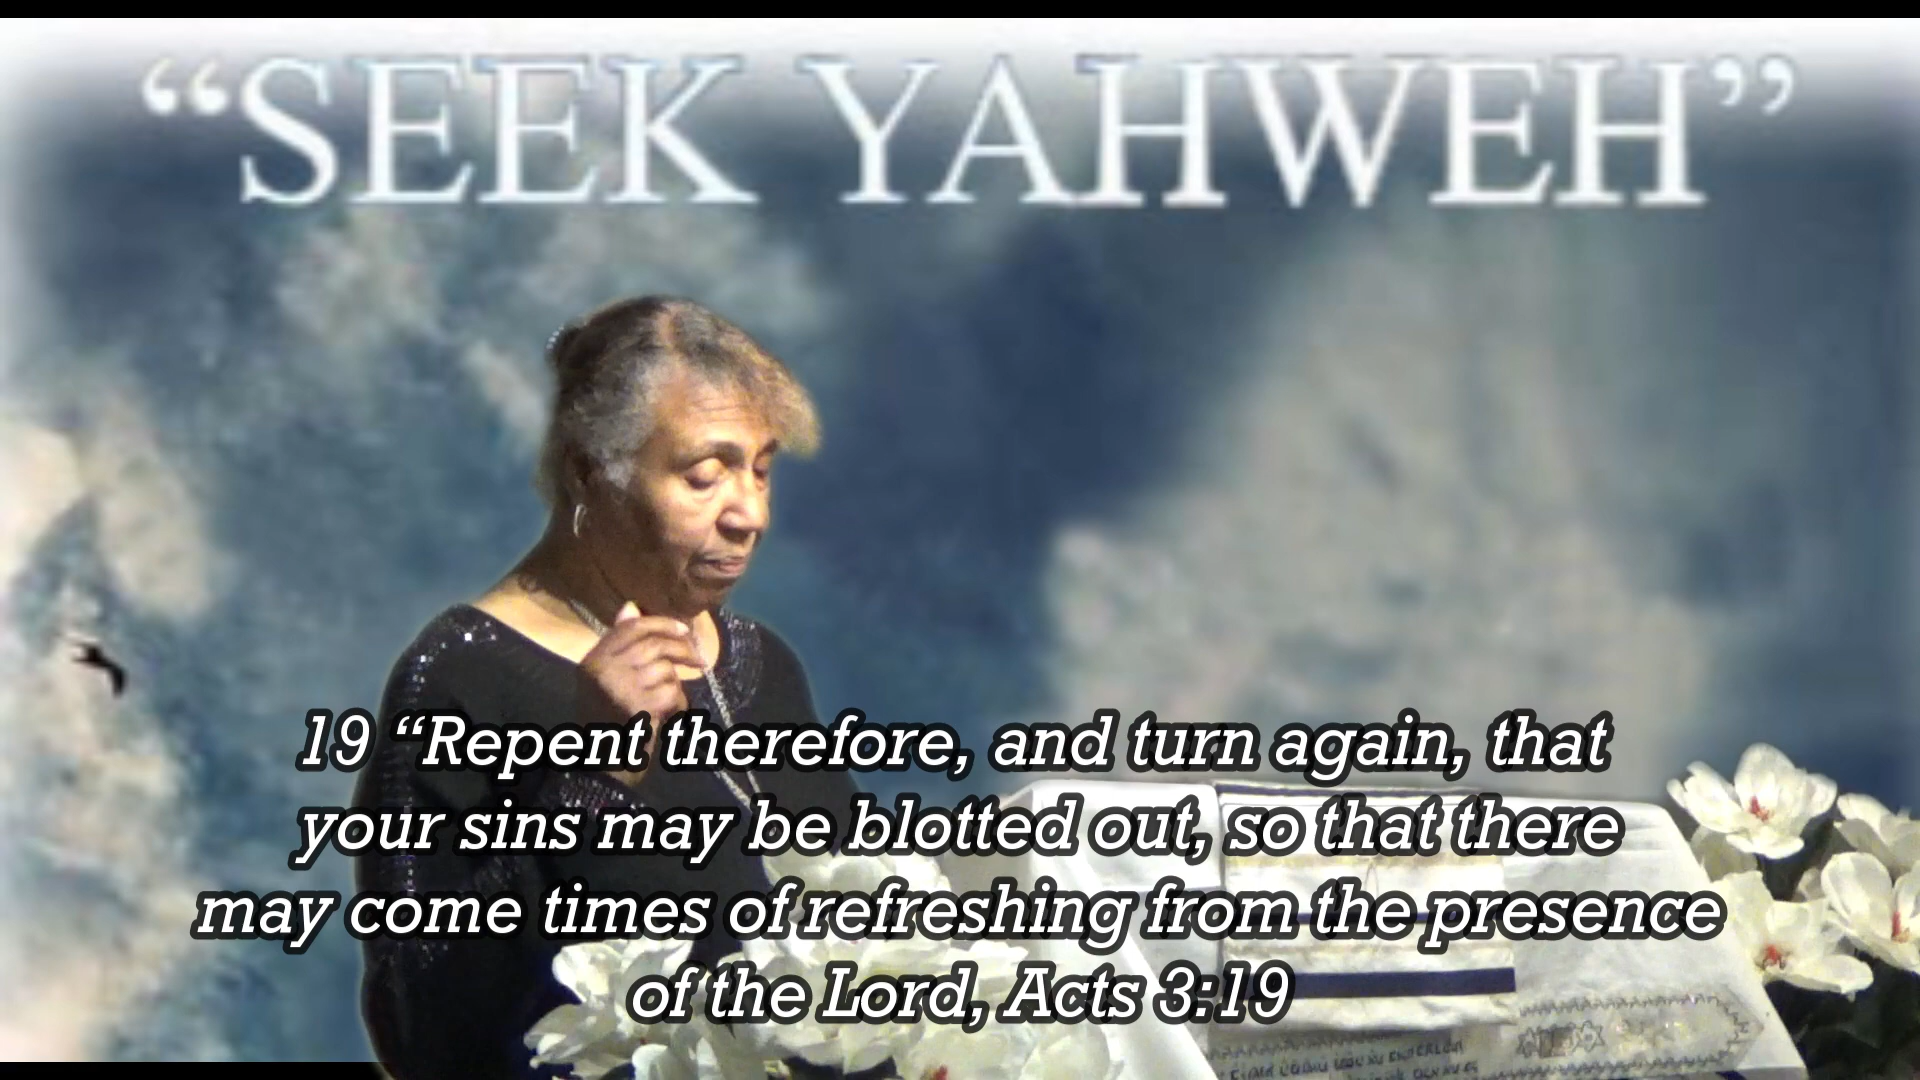 “SEEK YAHWEH”
19 “Repent therefore, and turn again, that
your sins may be blotted out, so that there
may come times of refreshing from the presence
of the Lord, Acts 3:19